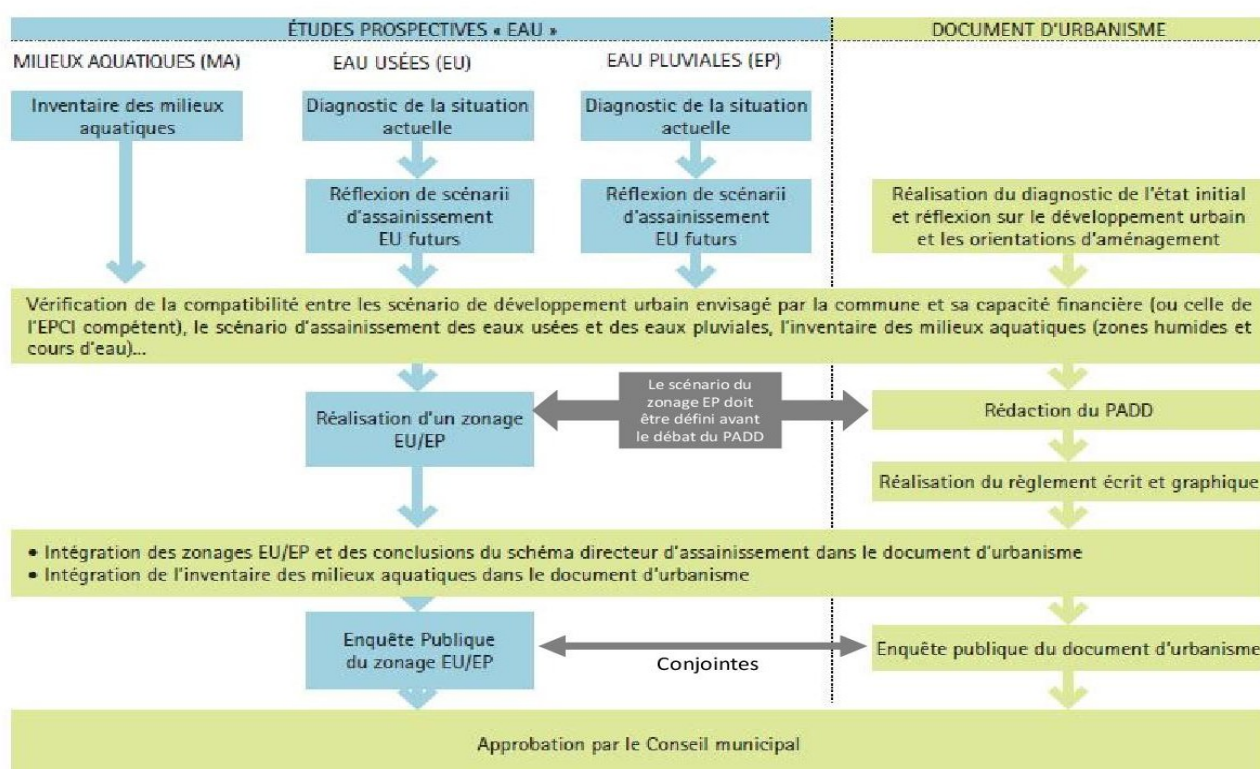 ÉTUDES PROSPECTIVES « EAU »
DOCUMENT D'URBANISME
MILIEUX AQUATIQUES (MA)
EAU USÉES (EU)
EAU PLUVIALES (EP)
Inventaire des milieux
aquatiques
Diagnostic de la situation
actuelle
Diagnostic de la situation
actuelle
Réflexion de scénarii
d'assainissement
EU futurs
Réflexion de scénarii
d'assainissement
EU futurs
Réalisation du diagnostic de l'état initial
et réflexion sur le développement urbain
et les orientations d'aménagement
Vérification de la compatibilité entre les scénario de développement urbain envisagé par la commune et sa capacité financière (ou celle de
l'EPCI compétent), le scénario d'assainissement des eaux usées et des eaux pluviales, l'inventaire des milieux aquatiques (zones humides et
cours d'eau)...
Réalisation d'un zonage
EU/EP
Le scénario du
zonage EP doit
être défini avant
le débat du PADD
Rédaction du PADD
Réalisation du règlement écrit et graphique
• Intégration des zonages EU/EP et des conclusions du schéma directeur d'assainissement dans le document d'urbanisme
• Intégration de l'inventaire des milieux aquatiques dans le document d'urbanisme
Enquête Publique
du zonage EU/EP
Conjointes
Enquête publique du document d'urbanisme
Approbation par le Conseil municipal